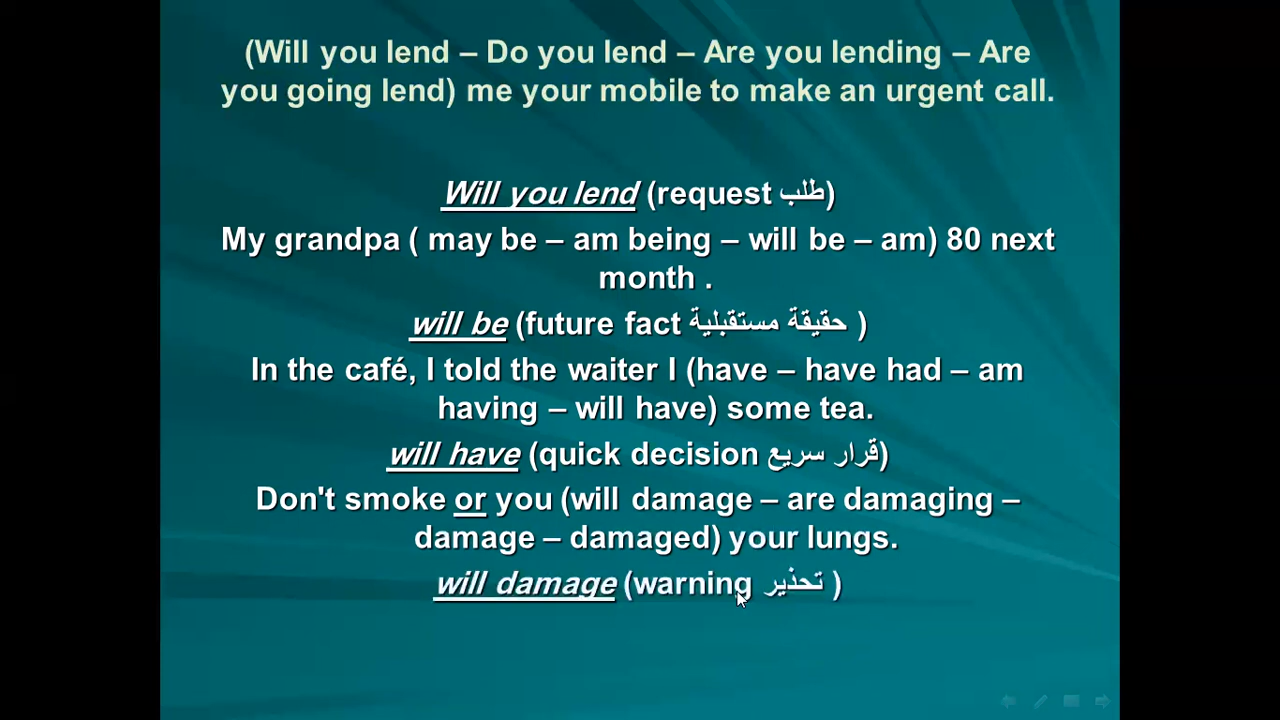 (Will you lend – Do you lend – Are you lending – Are
you going lend) me your mobile to make an urgent call.
Will you lend (request طلب)
My grandpa ( may be – am being – will be – am) 80 next
month .
will be (future fact حقيقة مستقبلية )
In the café, I told the waiter I (have – have had – am
having – will have) some tea.
will have (quick decision قرار سريع)
Don't smoke or you (will damage – are damaging –
damage – damaged) your lungs.
will damage (warning تحذير )